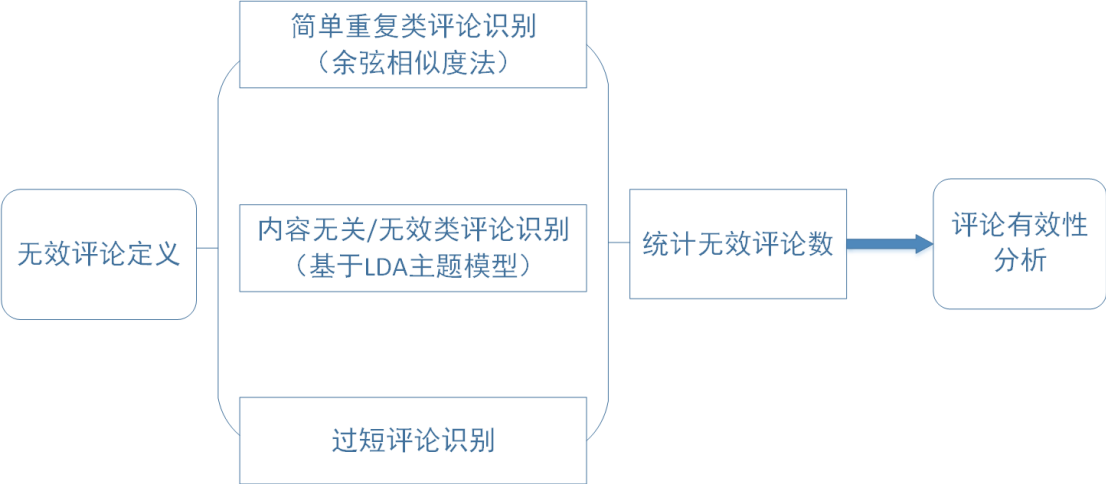 无效评论定义
简单重复类评论识别
（余弦相似度法）
内容无关/无效类评论识别
（基于LDA主题模型）
过短评论识别
统计无效评论数
评论有效性
分析